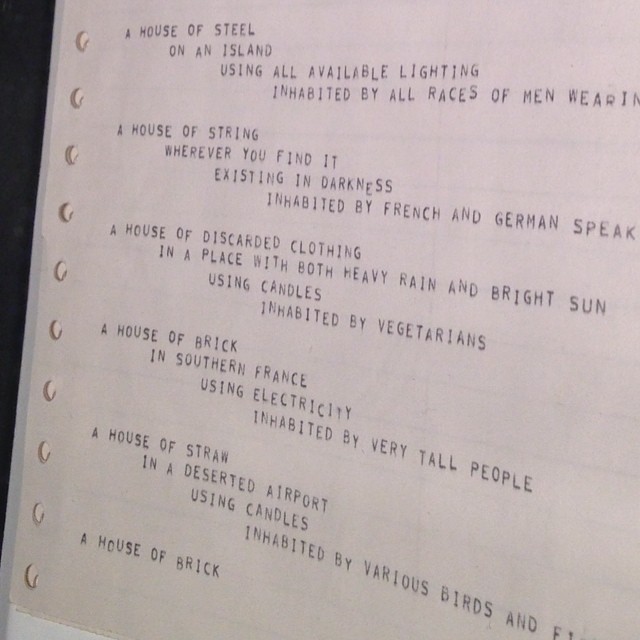 A HOUSE OF STEEL
ON AN ISLAND
USING ALL AVAILABLE LIGHTING
INHABITED BY ALL RACES OF MEN
A HOUSE OF STRING
WHEREVER YOU FIND IT
EXISTING IN DARKNESS
INHABITED BY FRENCH AND GERMAN SPEAK
A HOUSE OF DISCARDED CLOTHING
IN A PLACE WITH BOTH HEAVY RAIN AND BRIGHT SUN
USING CANDLES
INHABITED BY VEGETARIANS
A HOUSE OF BRICK
IN SOUTHERN FRANCE
USING ELECTRICITY
INHABITED BY VERY TALL PEOPLE
A HOUSE OF STRAW
IN A DESERTED AIRPORT
USING CANDLES
INHABITED BY VARIOUS BIRDS AND
A HOUSE OF BRICK